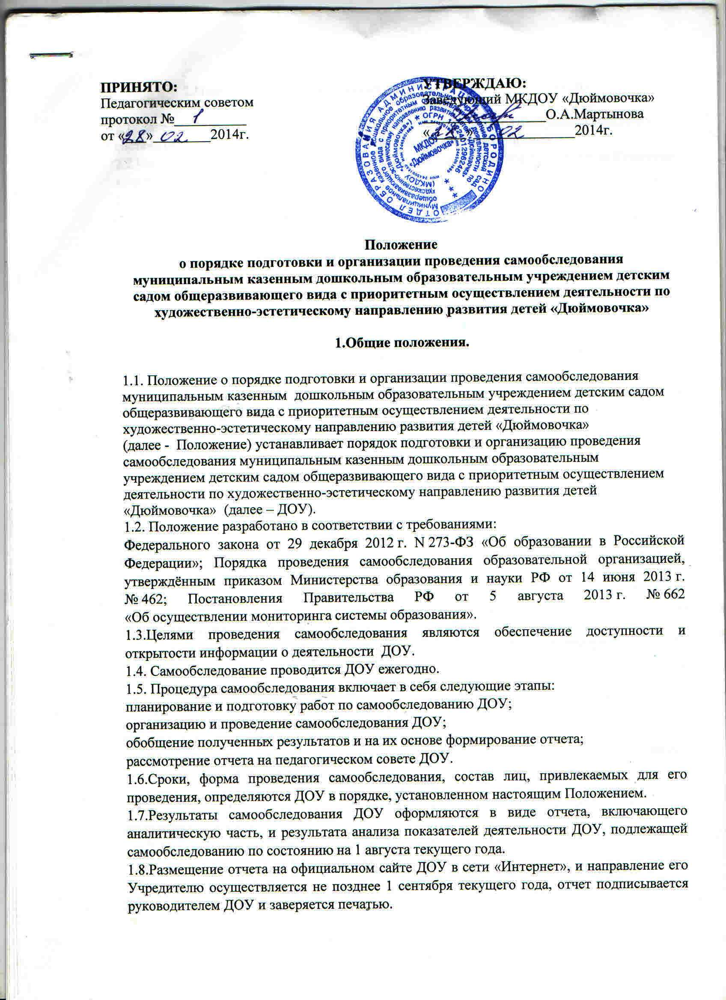 ПРИНЯТО:
Педагогическим советом
протокол №__1__
от «28» 02 2014г.
УТВЕРЖДАЮ:
Заведующий МКДОУ «Дюймовочка»
О.А.Мартынова
«28» 02 2014г.
ОТДЕЛ ОБРАЗОВАНИЯ АДМИНИСТРАЦИИ БОРОДИНО
ОГРН
МКДОУ
«Дюймовочка»
Положение
о порядке подготовки и организации проведения самообследования
муниципальным казенным дошкольным образовательным учреждением детским
садом общеразвивающего вида с приоритетным осуществлением деятельности по
художественно-эстетическому направлению развития детей «Дюймовочка»
1.Общие положения.
1.1. Положение о порядке подготовки и организации проведения самообследования
муниципальным казенным дошкольным образовательным учреждением детским садом
общеразвивающего вида с приоритетным осуществлением деятельности по
художественно-эстетическому направлению развития детей «Дюймовочка»
(далее - Положение) устанавливает порядок подготовки и организацию проведения
самообследования муниципальным казенным дошкольным образовательным
учреждением детским садом общеразвивающего вида с приоритетным осуществлением
деятельности по художественно-эстетическому направлению развития детей
«Дюймовочка» (далее – ДОУ).
1.2. Положение разработано в соответствии с требованиями:
Федерального закона от 29 декабря 2012 г. N 273-ФЗ «Об образовании в Российской
Федерации»; Порядка проведения самообследования образовательной организацией,
утверждённым приказом Министерства образования и науки РФ от 14 июня 2013 г.
№ 462; Постановления Правительства РФ от 5 августа 2013 г. № 662
«Об осуществлении мониторинга системы образования».
1.3.Целями проведения самообследования являются обеспечение доступности и
открытости информации о деятельности ДОУ.
1.4. Самообследование проводится ДОУ ежегодно.
1.5. Процедура самообследования включает в себя следующие этапы:
планирование и подготовку работ по самообследованию ДОУ;
организацию и проведение самообследования ДОУ;
обобщение полученных результатов и на их основе формирование отчета;
рассмотрение отчета на педагогическом совете ДОУ.
1.6.Сроки, форма проведения самообследования, состав лиц, привлекаемых для его
проведения, определяются ДОУ в порядке, установленном настоящим Положением.
1.7.Результаты самообследования ДОУ оформляются в виде отчета, включающего
аналитическую часть, и результата анализа показателей деятельности ДОУ, подлежащей
самообследованию по состоянию на 1 августа текущего года.
1.8.Размещение отчета на официальном сайте ДОУ в сети «Интернет», и направление его
Учредителю осуществляется не позднее 1 сентября текущего года, отчет подписывается
руководителем ДОУ и заверяется печатью.